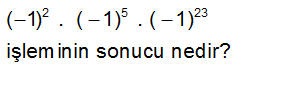 (−1)² . (−1)⁵ . (−1)²³
işleminin sonucu nedir?